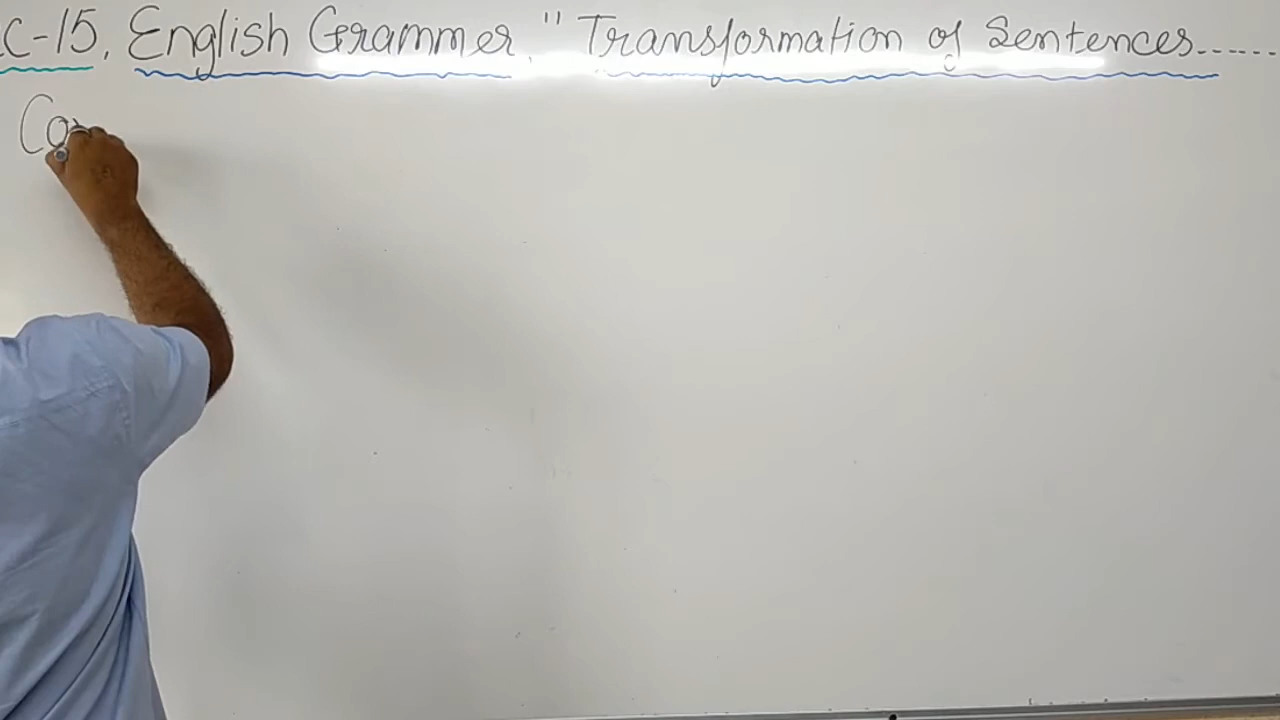 C-15, English Grammer, " Transformation of Sentences......
Co